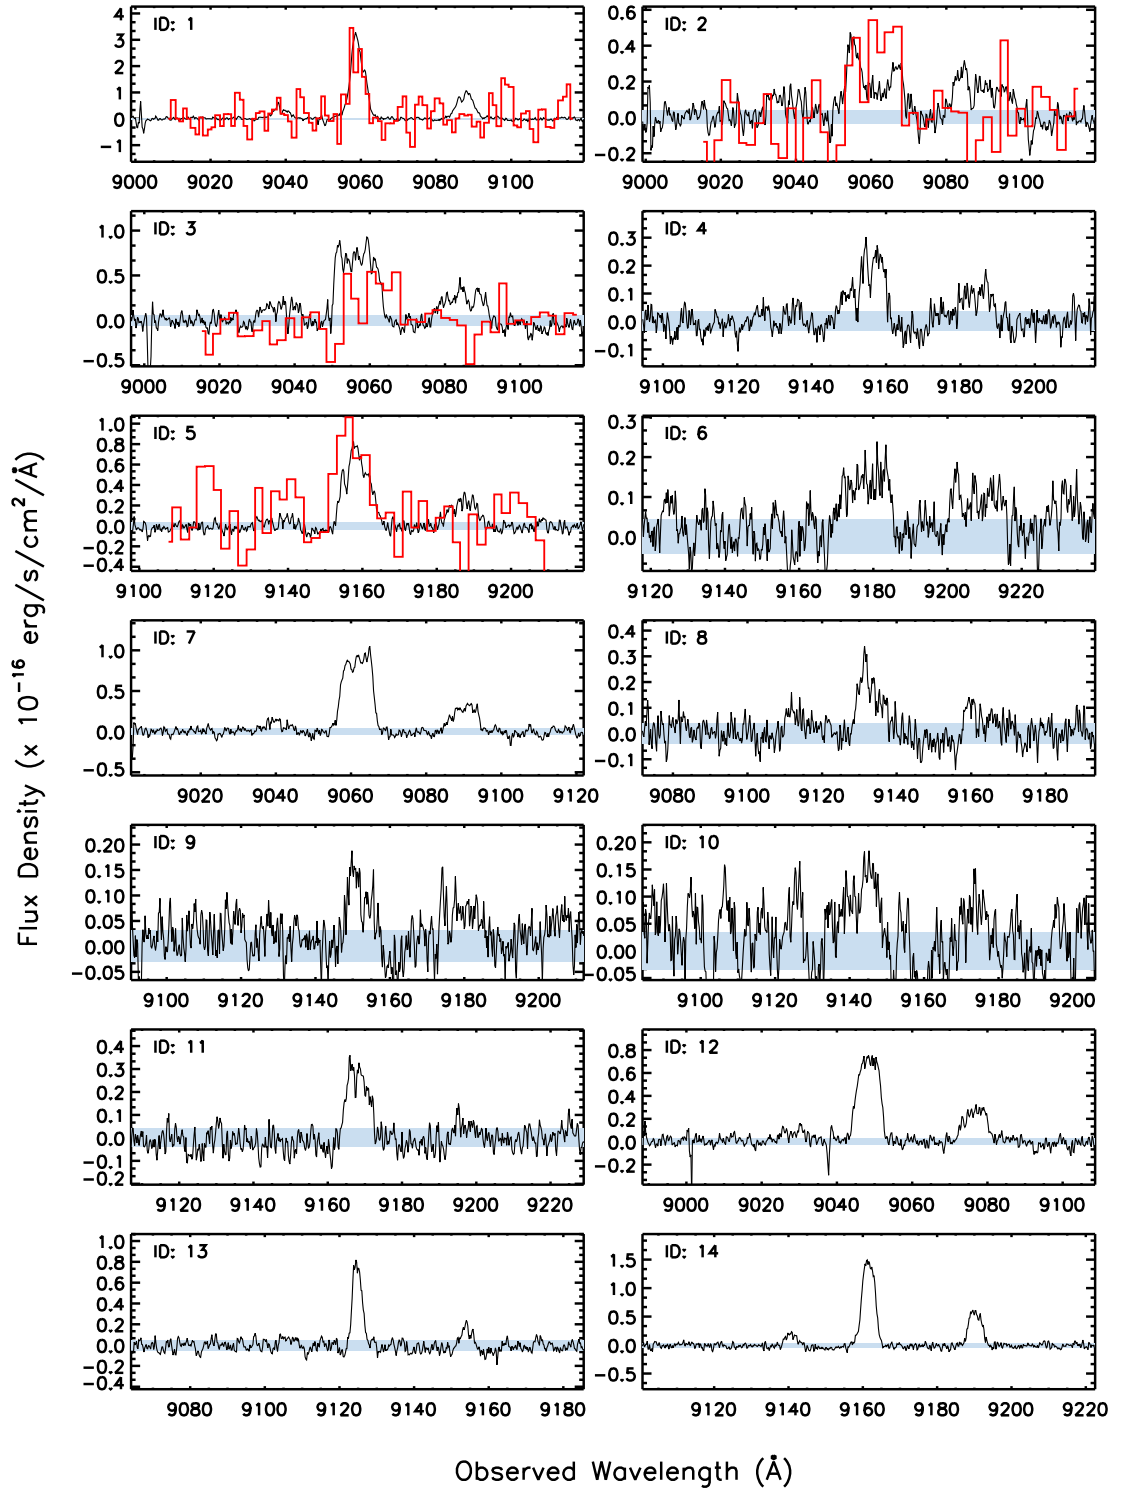 ID: 1
4
3
2
1
0
−1
9000 9020 9040 9060 9080 9100
ID: 2
0.6
0.4
0.2
0.0
−0.2
9000 9020 9040 9060 9080 9100
ID: 3
1.0
0.5
0.0
−0.5
9000 9020 9040 9060 9080 9100
ID: 4
0.3
0.2
0.1
0.0
−0.1
9100 9120 9140 9160 9180 9200
ID: 5
1.0
0.8
0.6
0.4
0.2
0.0
−0.2
−0.4
9100 9120 9140 9160 9180 9200
ID: 6
0.3
0.2
0.1
0.0
9120 9140 9160 9180 9200 9220
ID: 7
1.0
0.5
0.0
−0.5
9020 9040 9060 9080 9100 9120
ID: 8
0.4
0.3
0.2
0.1
0.0
−0.1
9080 9100 9120 9140 9160 9180
ID: 9
0.20
0.15
0.10
0.05
0.00
−0.05
9100 9120 9140 9160 9180 9200
ID: 10
0.20
0.15
0.10
0.05
0.00
−0.05
9100 9120 9140 9160 9180 9200
ID: 11
0.4
0.3
0.2
0.1
0.0
−0.1
−0.2
9120 9140 9160 9180 9200 9220
ID: 12
0.8
0.6
0.4
0.2
0.0
−0.2
9000 9020 9040 9060 9080 9100
ID: 13
1.0
0.8
0.6
0.4
0.2
0.0
−0.2
−0.4
9080 9100 9120 9140 9160 9180
ID: 14
1.5
1.0
0.5
0.0
−0.5
9120 9140 9160 9180 9200 9220
Flux Density (x 10⁻¹⁶ erg/s/cm²/Å)
Observed Wavelength (Å)